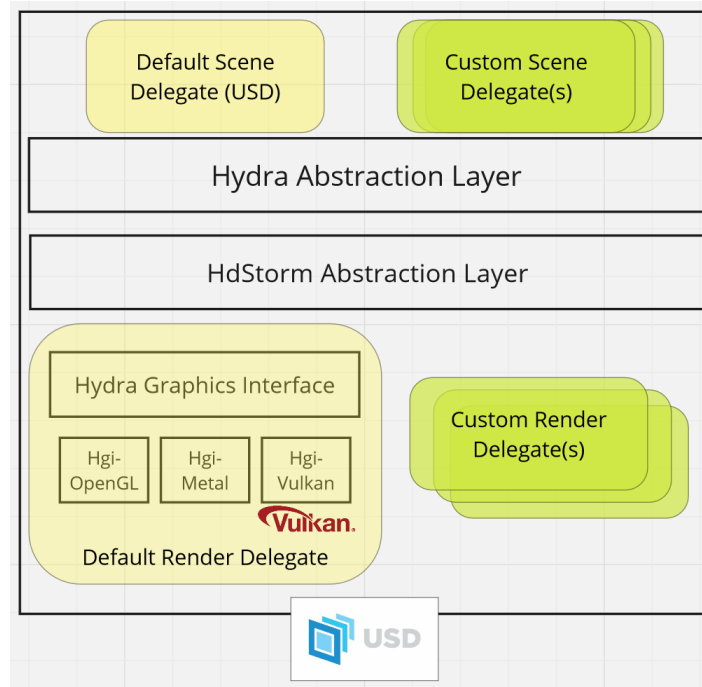 Default Scene
Delegate (USD)
Custom Scene
Delegate(s)
Hydra Abstraction Layer
HdStorm Abstraction Layer
Hydra Graphics Interface
Hgi-
OpenGL
Hgi-
Metal
Hgi-
Vulkan
Vulkan.
Default Render Delegate
Custom Render
Delegate(s)
USD